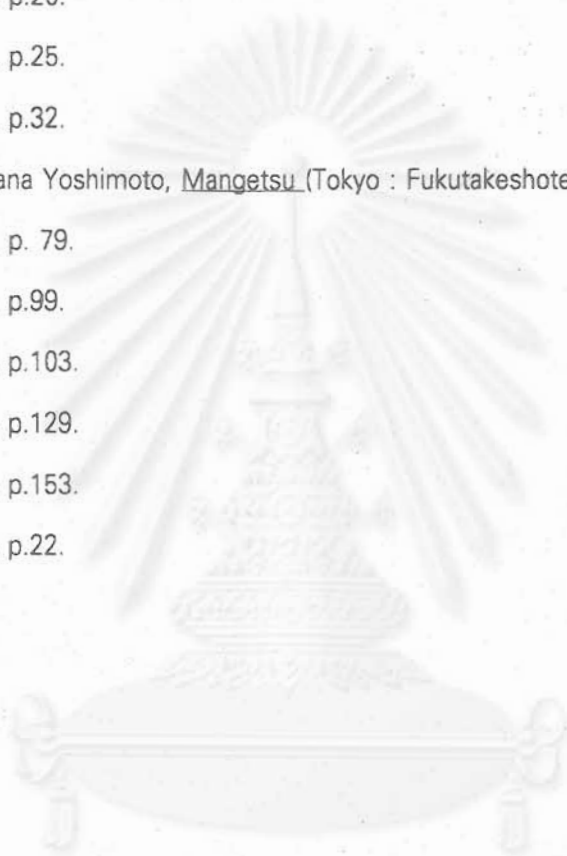 p.25.
p.32.
ana Yoshimoto, Mangetsu (Tokyo : Fukutakeshote
p. 79.
p.99.
p.103.
p.129.
p.153.
p.22.